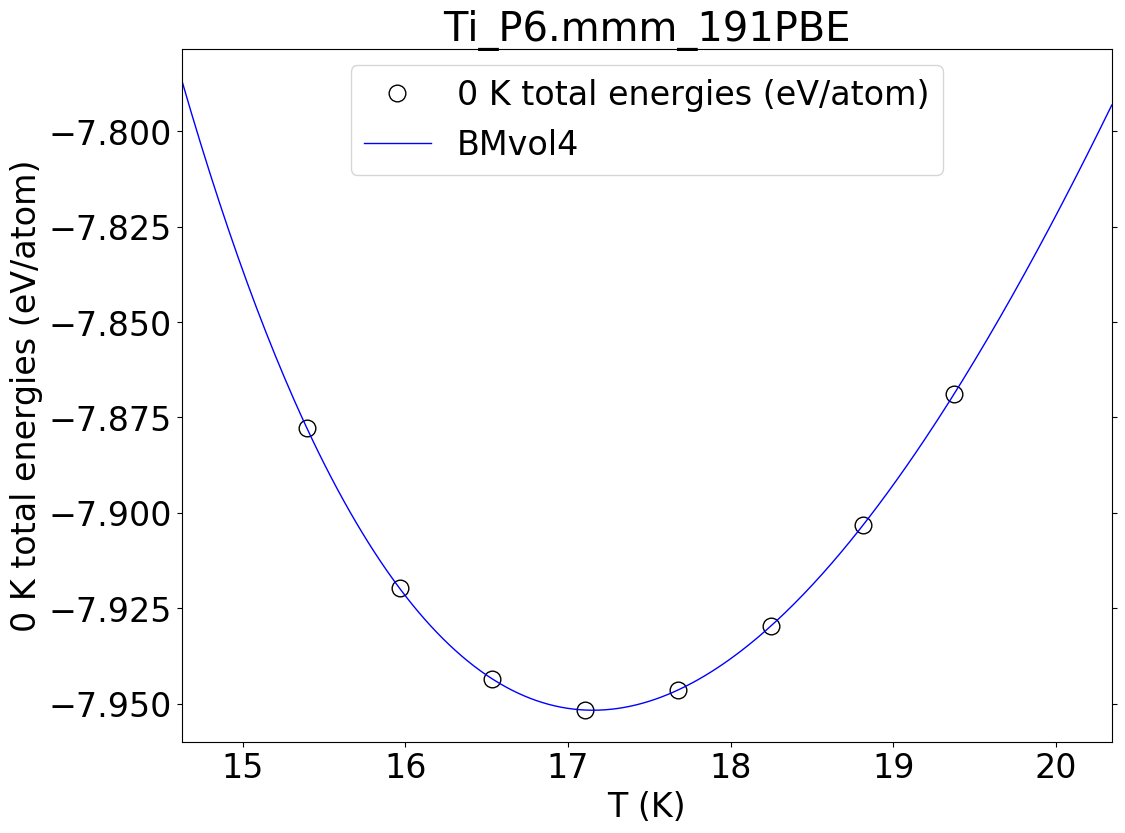 Ti_P6.mmm_191PBE
0 K total energies (eV/atom)
BMvol4
0 K total energies (eV/atom)
−7.800
−7.825
−7.850
−7.875
−7.900
−7.925
−7.950
15 16 17 18 19 20
T (K)